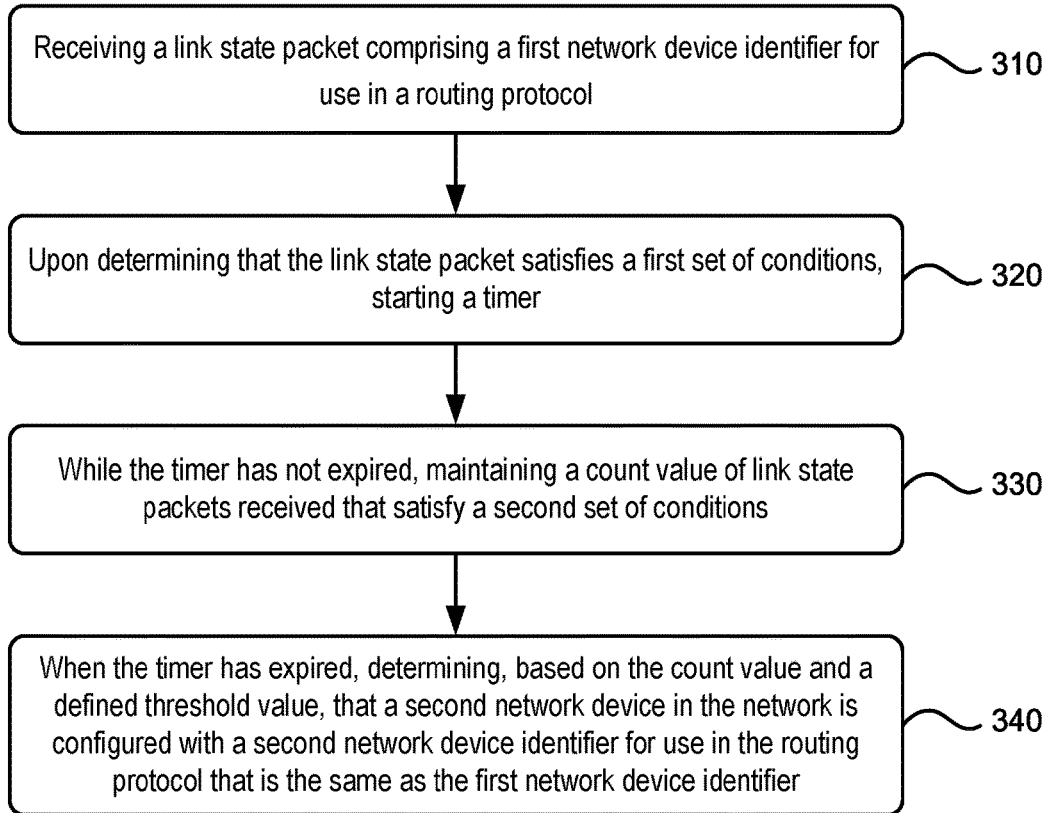 Receiving a link state packet comprising a first network device identifier for
use in a routing protocol
310
Upon determining that the link state packet satisfies a first set of conditions,
starting a timer
320
While the timer has not expired, maintaining a count value of link state
packets received that satisfy a second set of conditions
330
When the timer has expired, determining, based on the count value and a
defined threshold value, that a second network device in the network is
configured with a second network device identifier for use in the routing
protocol that is the same as the first network device identifier
340